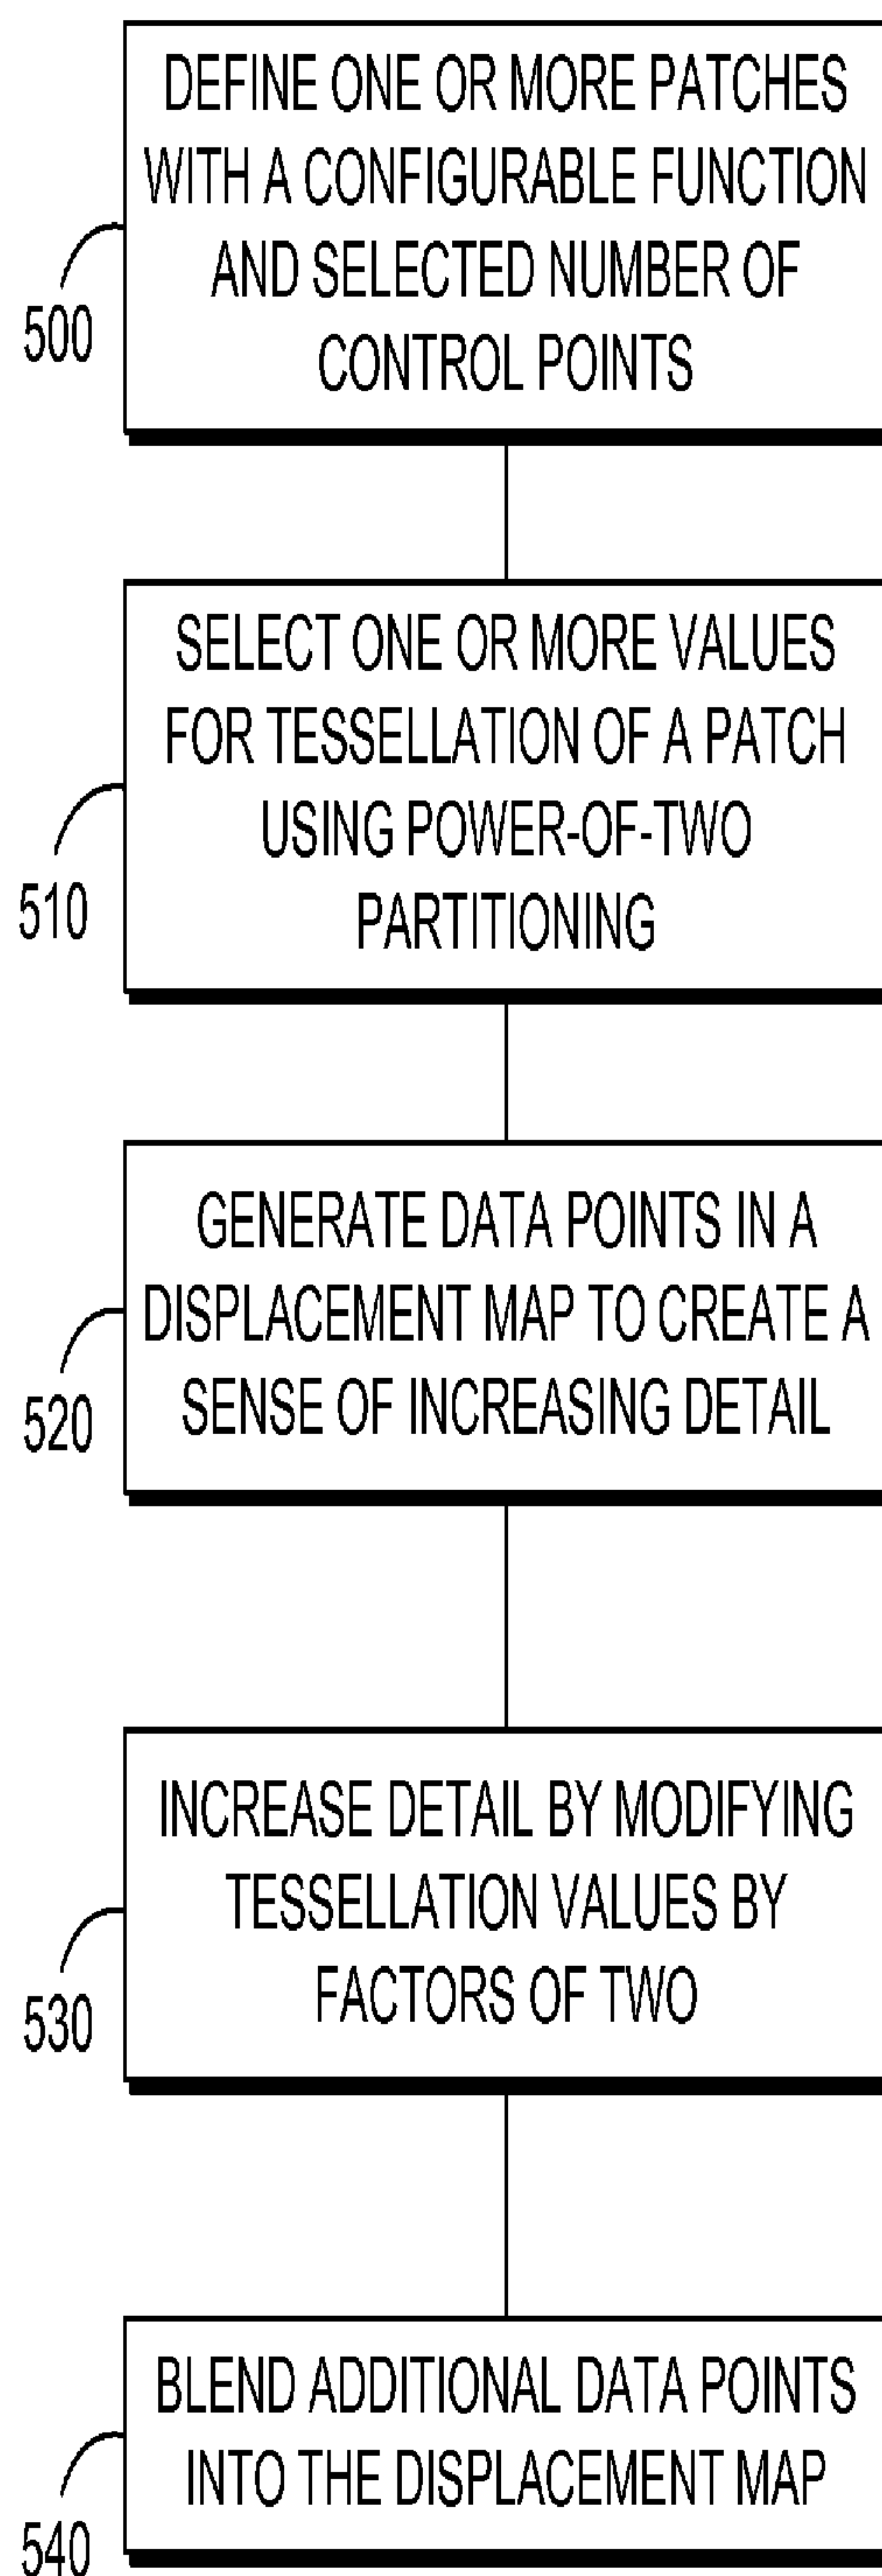 DEFINE ONE OR MORE PATCHES
WITH A CONFIGURABLE FUNCTION
AND SELECTED NUMBER OF
CONTROL POINTS
500
SELECT ONE OR MORE VALUES
FOR TESSELLATION OF A PATCH
USING POWER-OF-TWO
PARTITIONING
510
GENERATE DATA POINTS IN A
DISPLACEMENT MAP TO CREATE A
SENSE OF INCREASING DETAIL
520
INCREASE DETAIL BY MODIFYING
TESSELLATION VALUES BY
FACTORS OF TWO
530
BLEND ADDITIONAL DATA POINTS
INTO THE DISPLACEMENT MAP
540